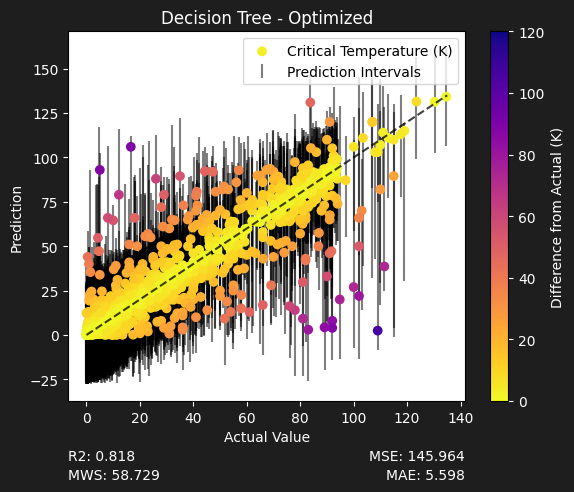 Decision Tree - Optimized
Critical Temperature (K)
Prediction Intervals
150
125
100
75
50
25
0
−25
Prediction
0
20
40
60
80
100
120
140
Actual Value
120
100
80
60
40
20
0
Difference from Actual (K)
R2: 0.818
MSE: 145.964
MWS: 58.729
MAE: 5.598